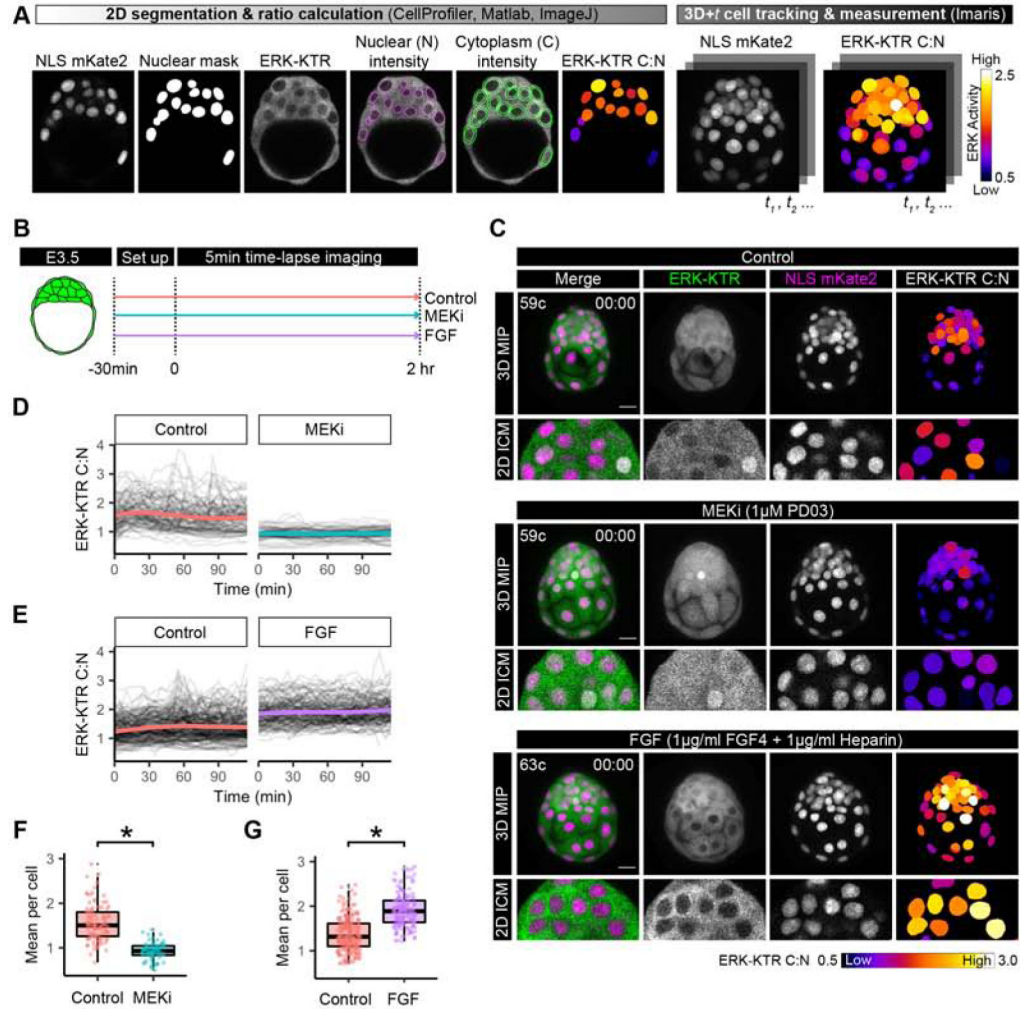 A
2D segmentation & ratio calculation (CellProfiler, Matlab, ImageJ)
3D+t cell tracking & measurement (Imaris)
NLS mKate2
Nuclear mask
ERK-KTR
Nuclear (N)
intensity
Cytoplasm (C)
intensity
ERK-KTR C:N
NLS mKate2
ERK-KTR C:N
High
2.5
ERK Activity
0.5
Low
t1 , t2 ...
t1 , t2 ...
B
E3.5
Set up
5min time-lapse imaging
Control
MEKi
FGF
-30min
0
2 hr
C
Control
Merge
ERK-KTR
NLS mKate2
ERK-KTR C:N
59c
00:00
3D MIP
2D ICM
MEKi (1µM PD03)
59c
00:00
3D MIP
2D ICM
FGF (1µg/ml FGF4 + 1µg/ml Heparin)
63c
00:00
3D MIP
2D ICM
ERK-KTR C:N 0.5 Low High 3.0
D
Control
MEKi
ERK-KTR C:N
4
3
2
1
0 30 60 90
0 30 60 90
Time (min)
Time (min)
E
Control
FGF
ERK-KTR C:N
4
3
2
1
0 30 60 90
0 30 60 90
Time (min)
Time (min)
F
*
Mean per cell
3
2
1
Control MEKi
G
*
Mean per cell
3
2
1
Control FGF